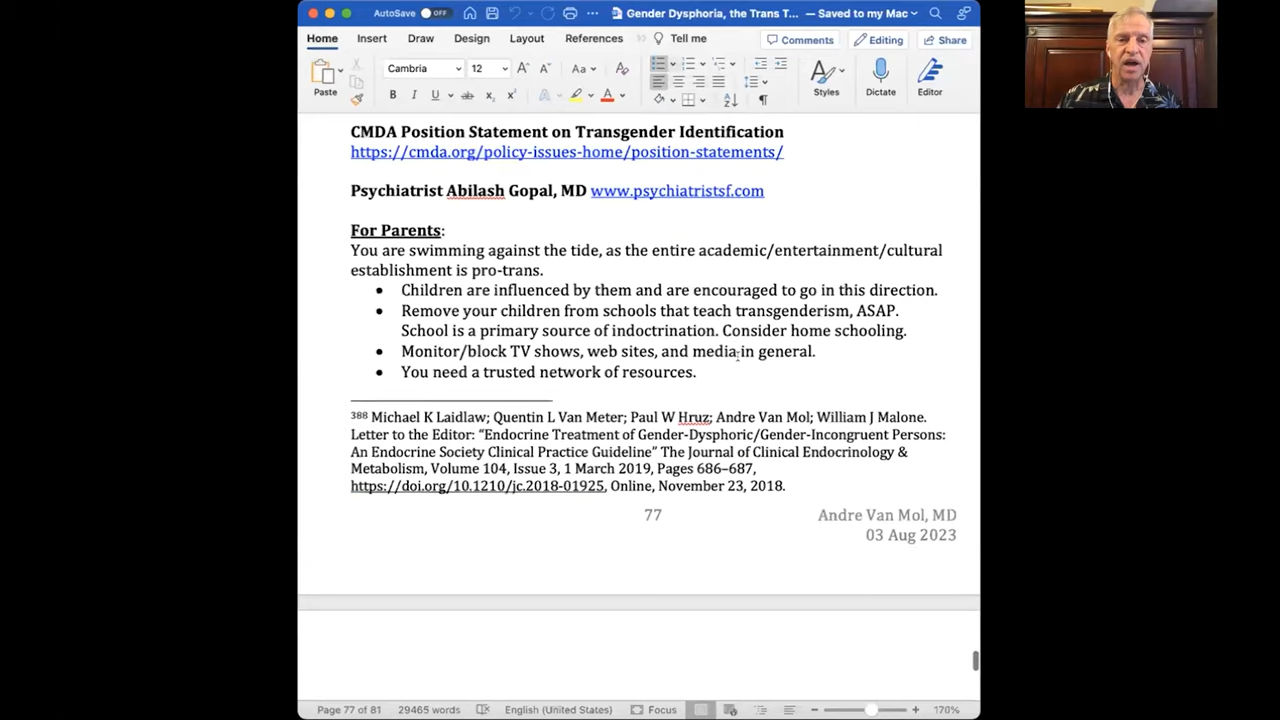 AutoSave OFF
Gender Dysphoria, the Trans T... — Saved to my Mac
Home Insert Draw Design Layout References Tell me Comments Editing Share
Paste
Cambria 12 Aa
B I U ab x₂ x² A A
Styles Dictate Editor
CMDA Position Statement on Transgender Identification
https://cmda.org/policy-issues-home/position-statements/
Psychiatrist Abilash Gopal, MD www.psychiatristsf.com
For Parents:
You are swimming against the tide, as the entire academic/entertainment/cultural
establishment is pro-trans.
• Children are influenced by them and are encouraged to go in this direction.
• Remove your children from schools that teach transgenderism, ASAP.
School is a primary source of indoctrination. Consider home schooling.
• Monitor/block TV shows, web sites, and media in general.
• You need a trusted network of resources.
388 Michael K Laidlaw; Quentin L Van Meter; Paul W Hruz; Andre Van Mol; William J Malone.
Letter to the Editor: “Endocrine Treatment of Gender-Dysphoric/Gender-Incongruent Persons:
An Endocrine Society Clinical Practice Guideline” The Journal of Clinical Endocrinology &
Metabolism, Volume 104, Issue 3, 1 March 2019, Pages 686–687,
https://doi.org/10.1210/jc.2018-01925, Online, November 23, 2018.
77 Andre Van Mol, MD
03 Aug 2023
Page 77 of 81 29465 words English (United States) Focus 170%